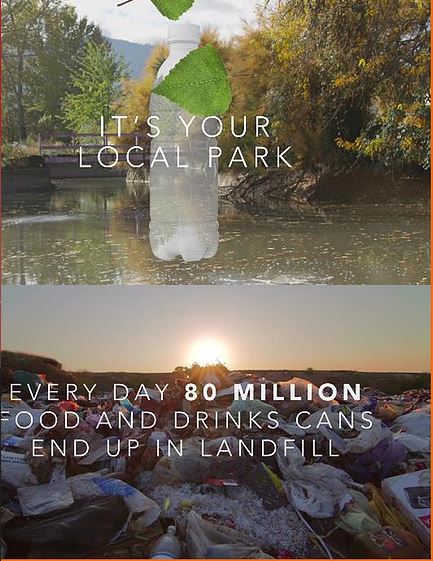 IT'S YOUR
LOCAL PARK
EVERY DAY 80 MILLION
FOOD AND DRINKS CANS
END UP IN LANDFILL